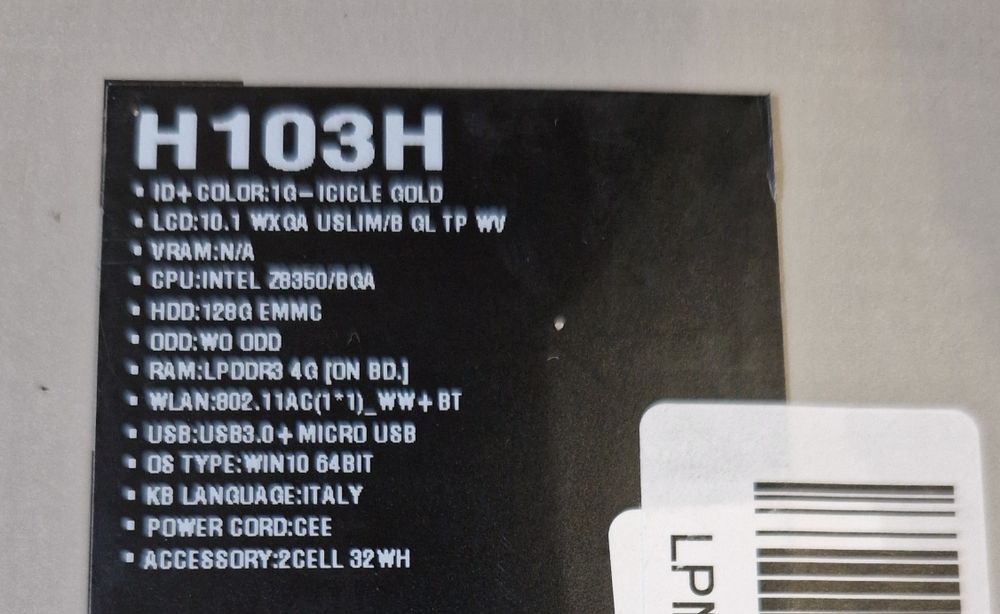 H103H
▪ ID+COLOR:1G-ICICLE GOLD
▪ LCD:10.1 WXGA USLIM/B GL TP WV
▪ VRAM:N/A
▪ CPU:INTEL Z8350/BGA
▪ HDD:128G EMMC
▪ ODD:WO ODD
▪ RAM:LPDDR3 4G [ON BD.]
▪ WLAN:802.11AC(1*1)_WW+BT
▪ USB:USB3.0+MICRO USB
▪ OS TYPE:WIN10 64BIT
▪ KB LANGUAGE:ITALY
▪ POWER CORD:CEE
▪ ACCESSORY:2CELL 32WH
LPN